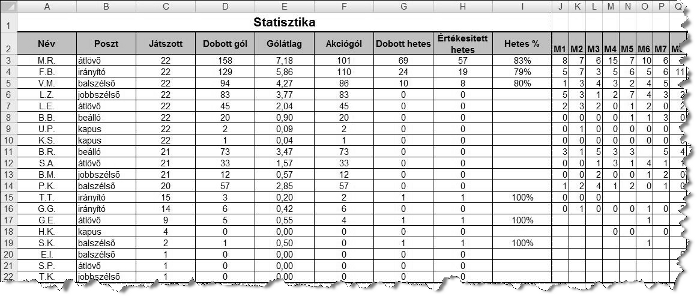 A B C D E F G H I J K L M N O P Q
1 Statisztika
2 Név Poszt Játszott Dobott gól Gólátlag Akciógól Dobott hetes Értékesített hetes Hetes % M1 M2 M3 M4 M5 M6 M7
3 M.R. átlövő 22 158 7,18 101 69 57 83% 8 7 6 15 7 10 6
4 F.B. irányító 22 129 5,86 110 24 19 79% 5 7 3 5 6 5 6 11
5 V.M. balszélső 22 94 4,27 86 10 8 80% 1 3 4 3 2 4 5
6 L.Z. jobbszélső 22 83 3,77 83 0 0 5 3 1 2 7 4 3
7 L.E. átlövő 22 45 2,04 45 0 0 2 3 2 0 1 2 0
8 B.B. beálló 22 20 0,90 20 0 0 0 1 1 3
9 U.P. kapus 22 2 0,09 2 0 0 0 1 0 0 0 0 0
10 K.S. kapus 22 1 0,04 1 0 0 0 0 0 0 0 0 0
11 B.R. beálló 21 73 3,47 73 0 0 3 1 5 3 3 5 4
12 S.A. átlövő 21 33 1,57 33 0 0 0 0 1 3 1 4 1
13 B.M. jobbszélső 21 12 0,57 12 0 0 0 0 2 0 0 1 2
14 P.K. balszélső 20 57 2,85 57 0 0 1 2 4 1 2 0 1
15 T.T. irányító 15 3 0,20 2 1 1 100% 0 0 0
16 G.G. irányító 14 6 0,42 6 0 0 0 1 0 0 0 1 0
17 G.E. átlövő 9 5 0,55 4 1 1 100% 1
18 H.K. kapus 4 0 0,00 0 0 0 0 0 0
19 S.K. balszélső 2 1 0,50 0 1 1 100% 1
20 E.I. balszélső 1 0 0,00 0 0 0
21 S.P. átlövő 1 0 0,00 0 0 0
22 T.K. jobbszélső 1 0 0,00 0 0 0